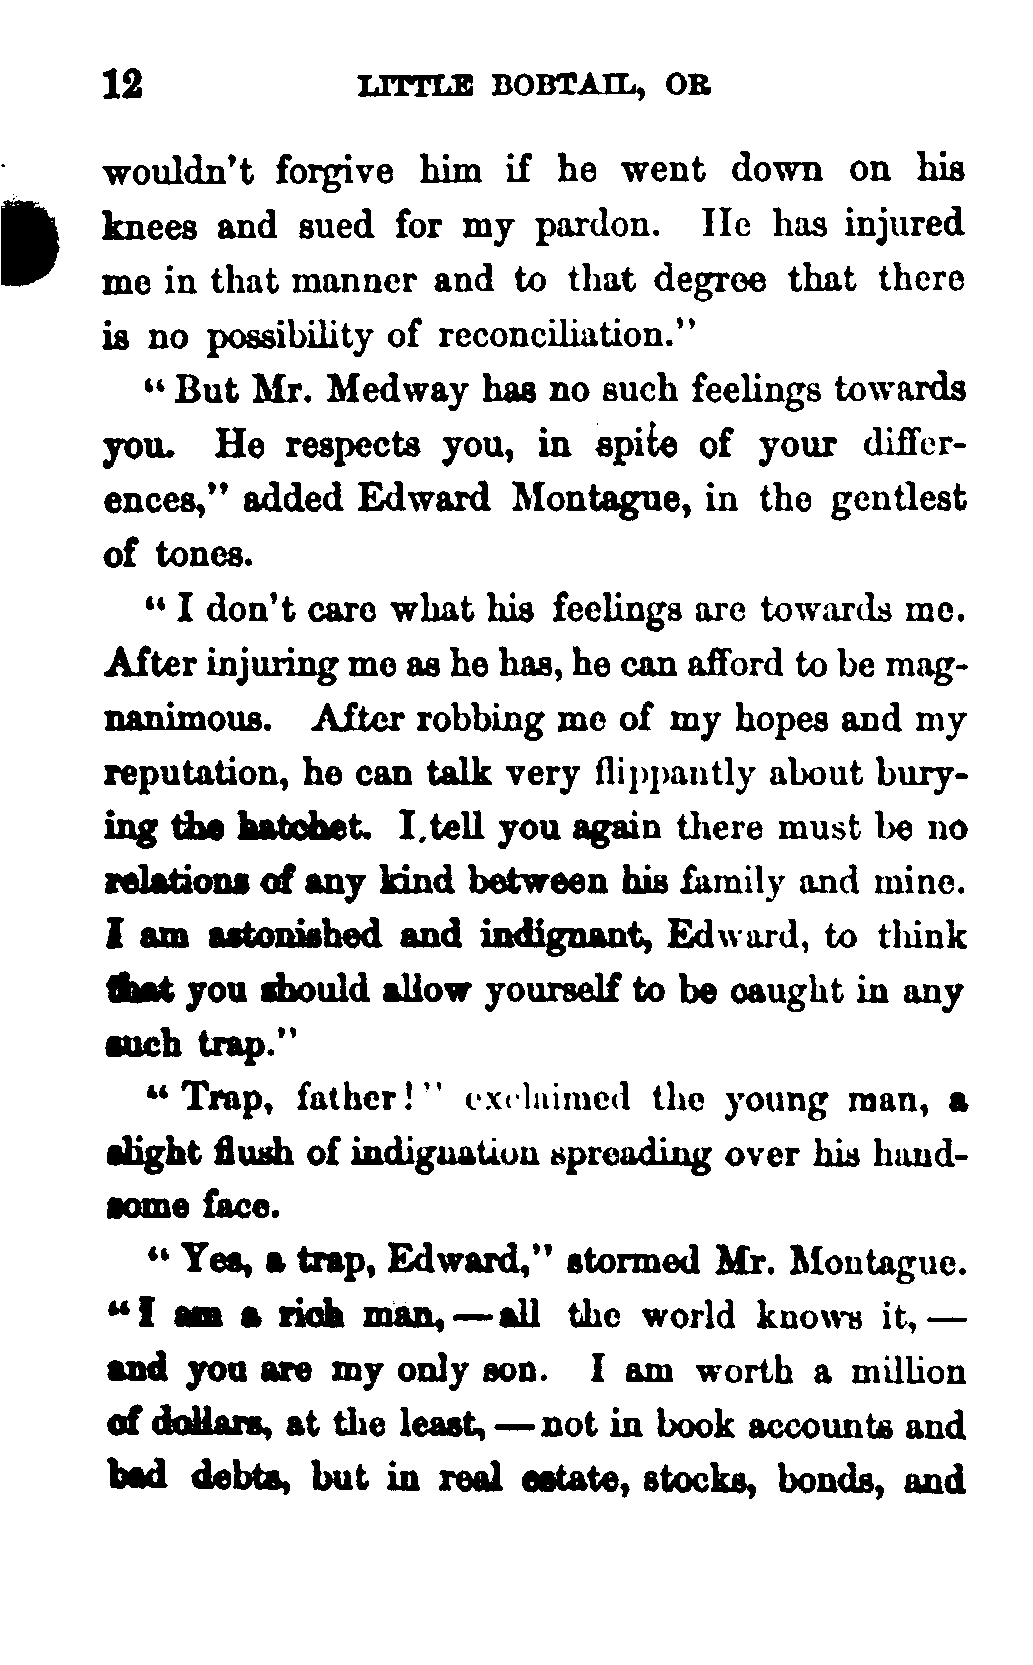 12 LITTLE BOBTAIL, OR
wouldn't forgive him if he went down on his
knees and sued for my pardon. He has injured
me in that manner and to that degree that there
is no possibility of reconciliation."
"But Mr. Medway has no such feelings towards
you. He respects you, in spite of your differ-
ences," added Edward Montague, in the gentlest
of tones.
"I don't care what his feelings are towards me.
After injuring me as he has, he can afford to be mag-
nanimous. After robbing me of my hopes and my
reputation, he can talk very flippantly about bury-
ing the hatchet. I tell you again there must be no
relations of any kind between his family and mine.
I am astonished and indignant, Edward, to think
that you should allow yourself to be caught in any
such trap."
"Trap, father!" exclaimed the young man, a
slight flush of indignation spreading over his hand-
some face.
"Yes, a trap, Edward," stormed Mr. Montague.
"I am a rich man, — all the world knows it, —
and you are my only son. I am worth a million
of dollars, at the least, — not in book accounts and
bad debts, but in real estate, stocks, bonds, and